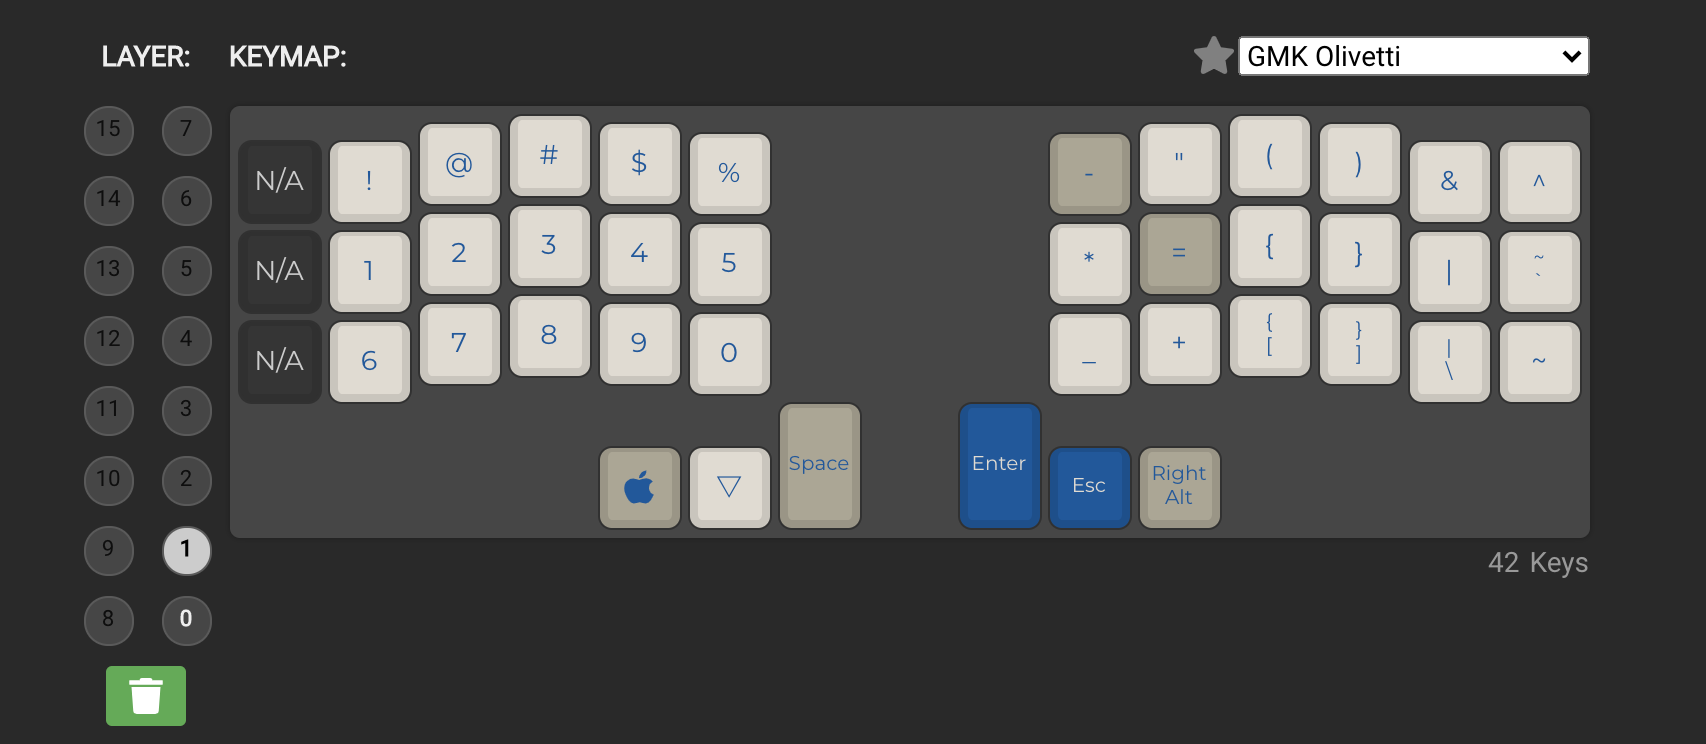 LAYER: KEYMAP: GMK Olivetti
15 7
14 6
13 5
12 4
11 3
10 2
9 1
8 0
N/A ! @ # $ % - " ( ) & ^
N/A 1 2 3 4 5 * = { } | ~ `
N/A 6 7 8 9 0 _ + { [ } ] | \ ~
▽ Space Enter Esc Right Alt
42 Keys